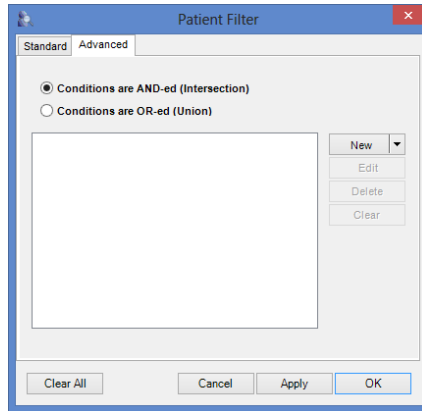 Patient Filter
Standard Advanced
Conditions are AND-ed (Intersection)
Conditions are OR-ed (Union)
New
Edit
Delete
Clear
Clear All Cancel Apply OK